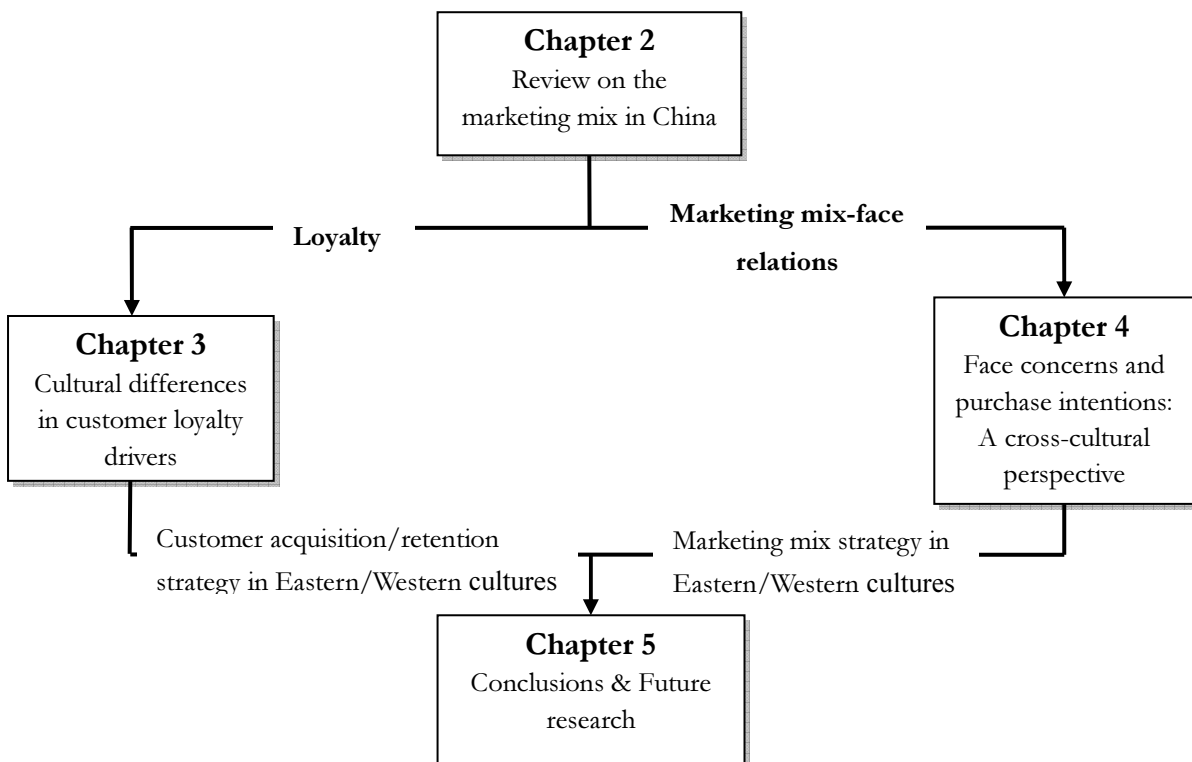 Chapter 2
Review on the
marketing mix in China
Loyalty
Marketing mix-face
relations
Chapter 3
Cultural differences
in customer loyalty
drivers
Chapter 4
Face concerns and
purchase intentions:
A cross-cultural
perspective
Customer acquisition/retention
strategy in Eastern/Western cultures
Marketing mix strategy in
Eastern/Western cultures
Chapter 5
Conclusions & Future
research